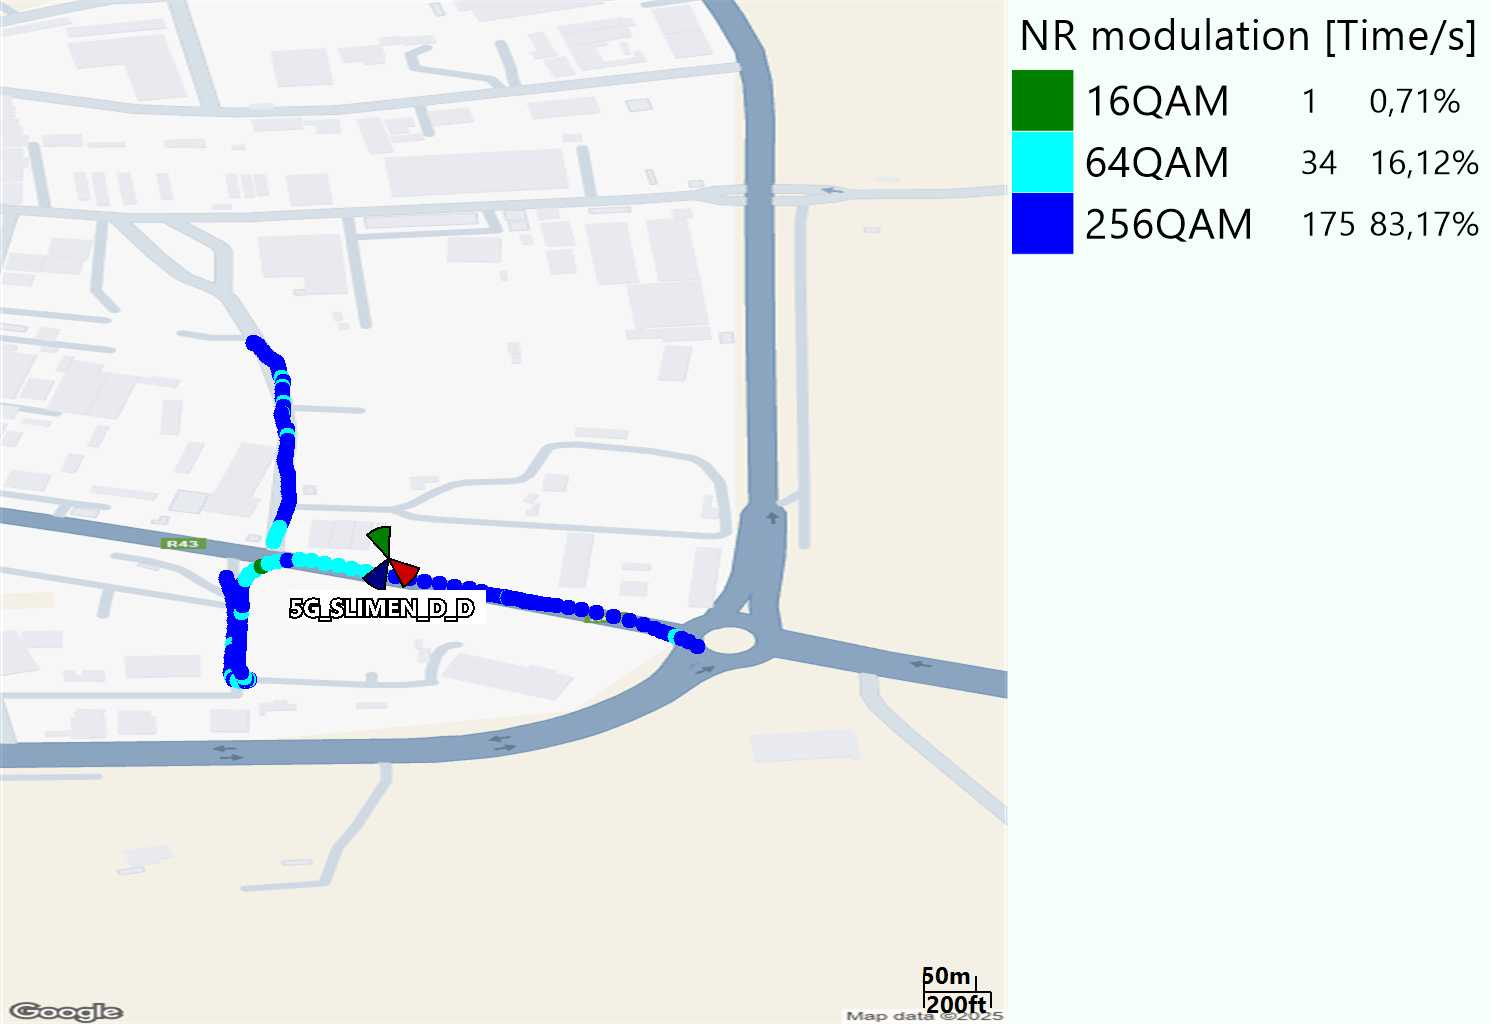 NR modulation [Time/s]
16QAM 1 0,71%
64QAM 34 16,12%
256QAM 175 83,17%
R43
5G_SLIMEN_D_D
50m
200ft
Google
Map data ©2025